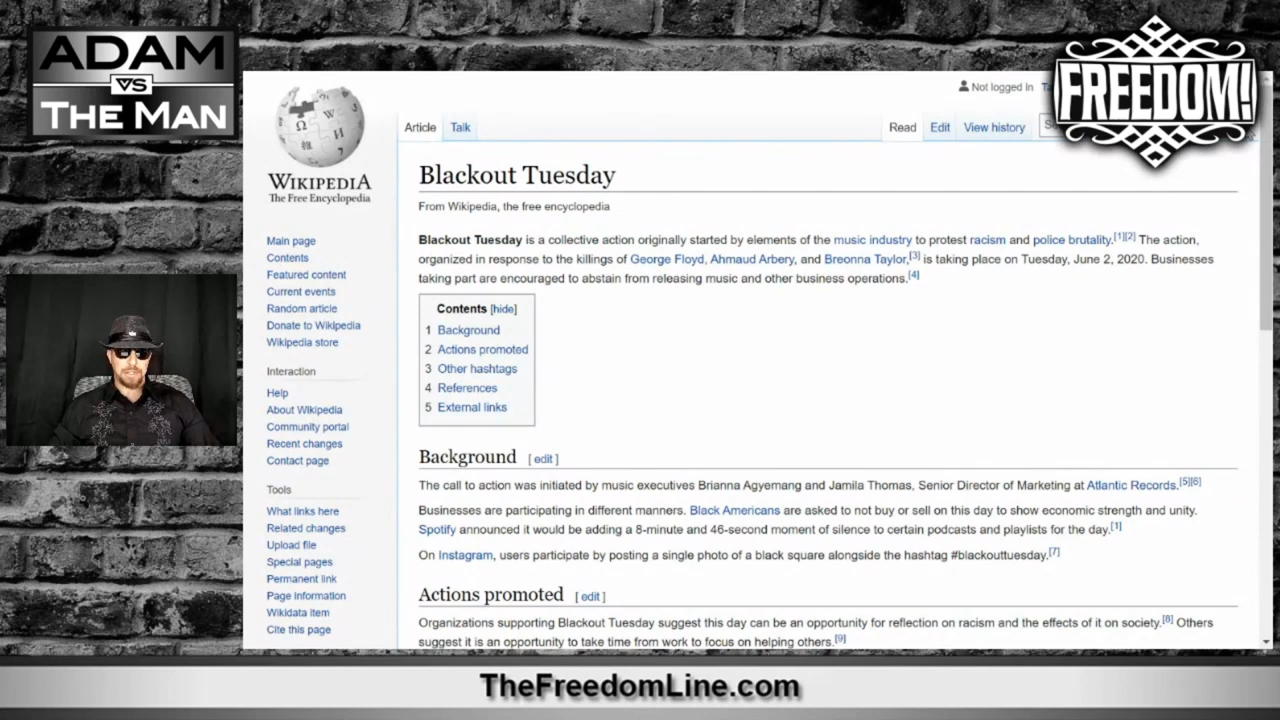 ADAM
VS
THE MAN
FREEDOM!
WIKIPEDIA
The Free Encyclopedia
Main page
Contents
Featured content
Current events
Random article
Donate to Wikipedia
Wikipedia store
Interaction
Help
About Wikipedia
Community portal
Recent changes
Contact page
Tools
What links here
Related changes
Upload file
Special pages
Permanent link
Page information
Wikidata item
Cite this page
Not logged in
Article Talk Read Edit View history
Blackout Tuesday
From Wikipedia, the free encyclopedia
Blackout Tuesday is a collective action originally started by elements of the music industry to protest racism and police brutality.[1][2] The action,
organized in response to the killings of George Floyd, Ahmaud Arbery, and Breonna Taylor,[3] is taking place on Tuesday, June 2, 2020. Businesses
taking part are encouraged to abstain from releasing music and other business operations.[4]
Contents [hide]
1 Background
2 Actions promoted
3 Other hashtags
4 References
5 External links
Background [ edit ]
The call to action was initiated by music executives Brianna Agyemang and Jamila Thomas, Senior Director of Marketing at Atlantic Records.[5][6]
Businesses are participating in different manners. Black Americans are asked to not buy or sell on this day to show economic strength and unity.
Spotify announced it would be adding a 8-minute and 46-second moment of silence to certain podcasts and playlists for the day.[1]
On Instagram, users participate by posting a single photo of a black square alongside the hashtag #blackouttuesday.[7]
Actions promoted [ edit ]
Organizations supporting Blackout Tuesday suggest this day can be an opportunity for reflection on racism and the effects of it on society.[8] Others
suggest it is an opportunity to take time from work to focus on helping others.[9]
TheFreedomLine.com